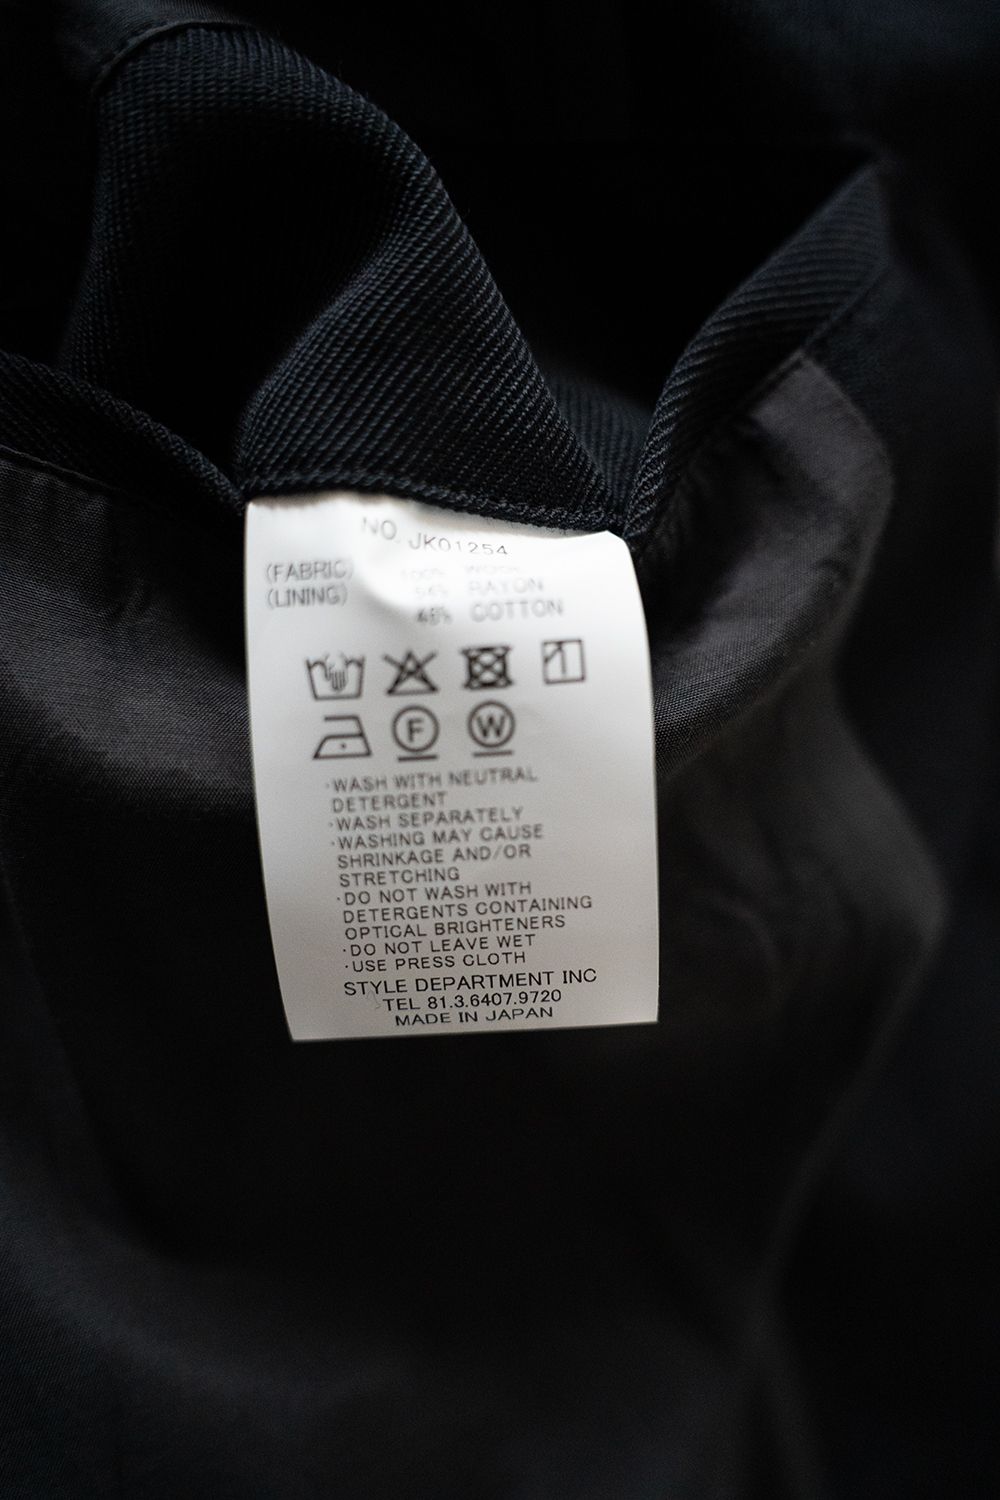 NO. JK01254
(FABRIC) 100% WOOL
(LINING) 54% RAYON
46% COTTON
F W
·WASH WITH NEUTRAL
DETERGENT
·WASH SEPARATELY
·WASHING MAY CAUSE
SHRINKAGE AND/OR
STRETCHING
·DO NOT WASH WITH
DETERGENTS CONTAINING
OPTICAL BRIGHTENERS
·DO NOT LEAVE WET
·USE PRESS CLOTH
STYLE DEPARTMENT INC
TEL 81.3.6407.9720
MADE IN JAPAN